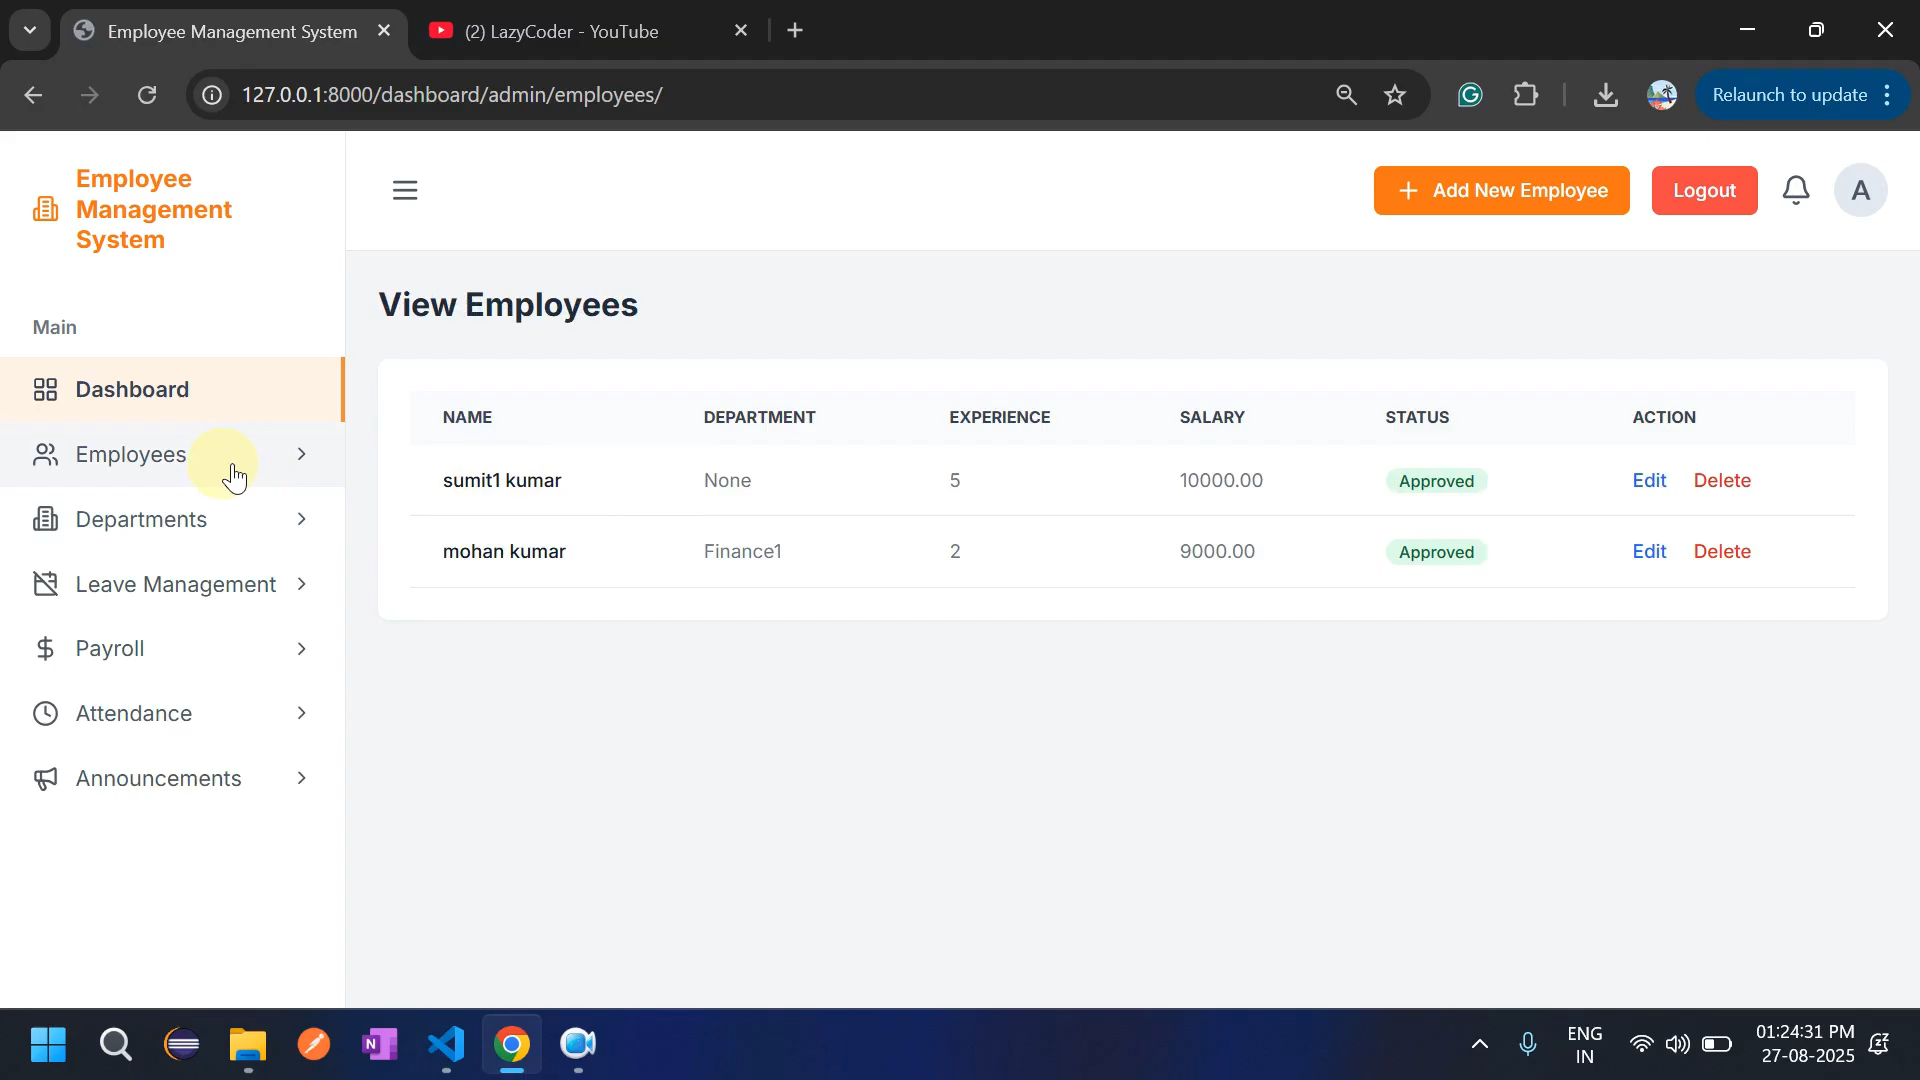 Employee Management System
(2) LazyCoder - YouTube
127.0.0.1:8000/dashboard/admin/employees/
Relaunch to update
Employee
Management
System
Add New Employee
Logout
A
View Employees
Main
Dashboard
Employees
Departments
Leave Management
Payroll
Attendance
Announcements
NAME DEPARTMENT EXPERIENCE SALARY STATUS ACTION
sumit1 kumar None 5 10000.00 Approved Edit Delete
mohan kumar Finance1 2 9000.00 Approved Edit Delete
ENG
IN
01:24:31 PM
27-08-2025